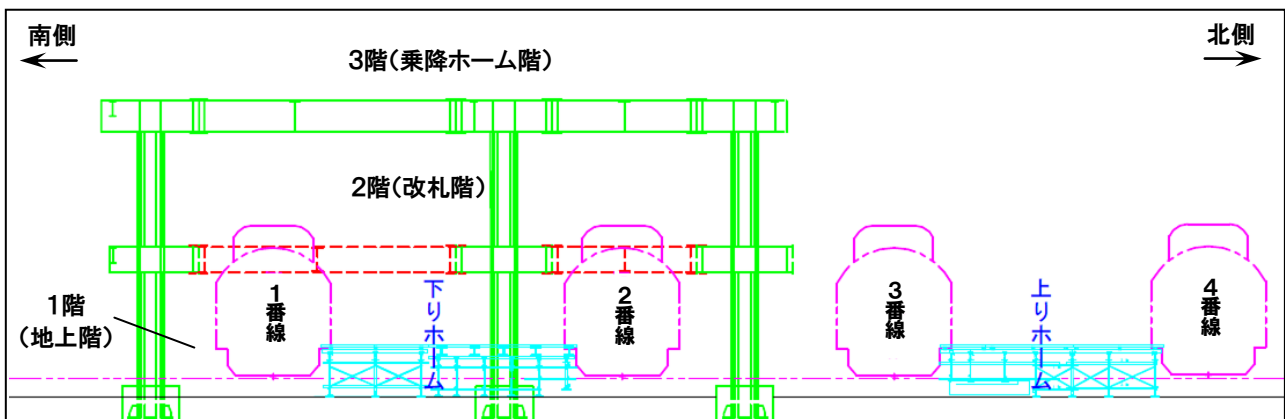 南側
北側
3階(乗降ホーム階)
2階(改札階)
1階
(地上階)
1番線
下りホーム
2番線
3番線
上りホーム
4番線